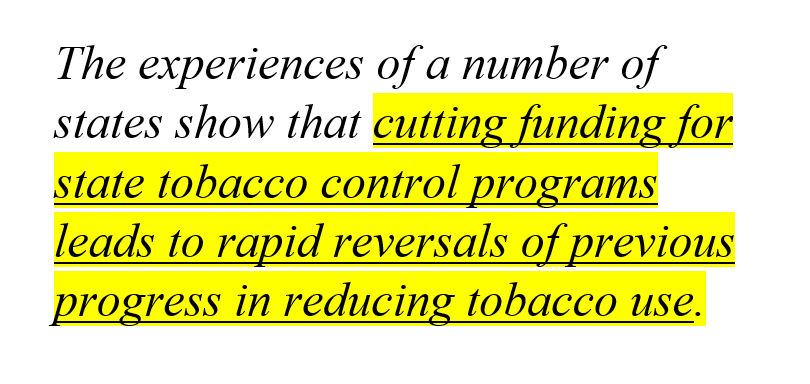 The experiences of a number of
states show that cutting funding for
state tobacco control programs
leads to rapid reversals of previous
progress in reducing tobacco use.